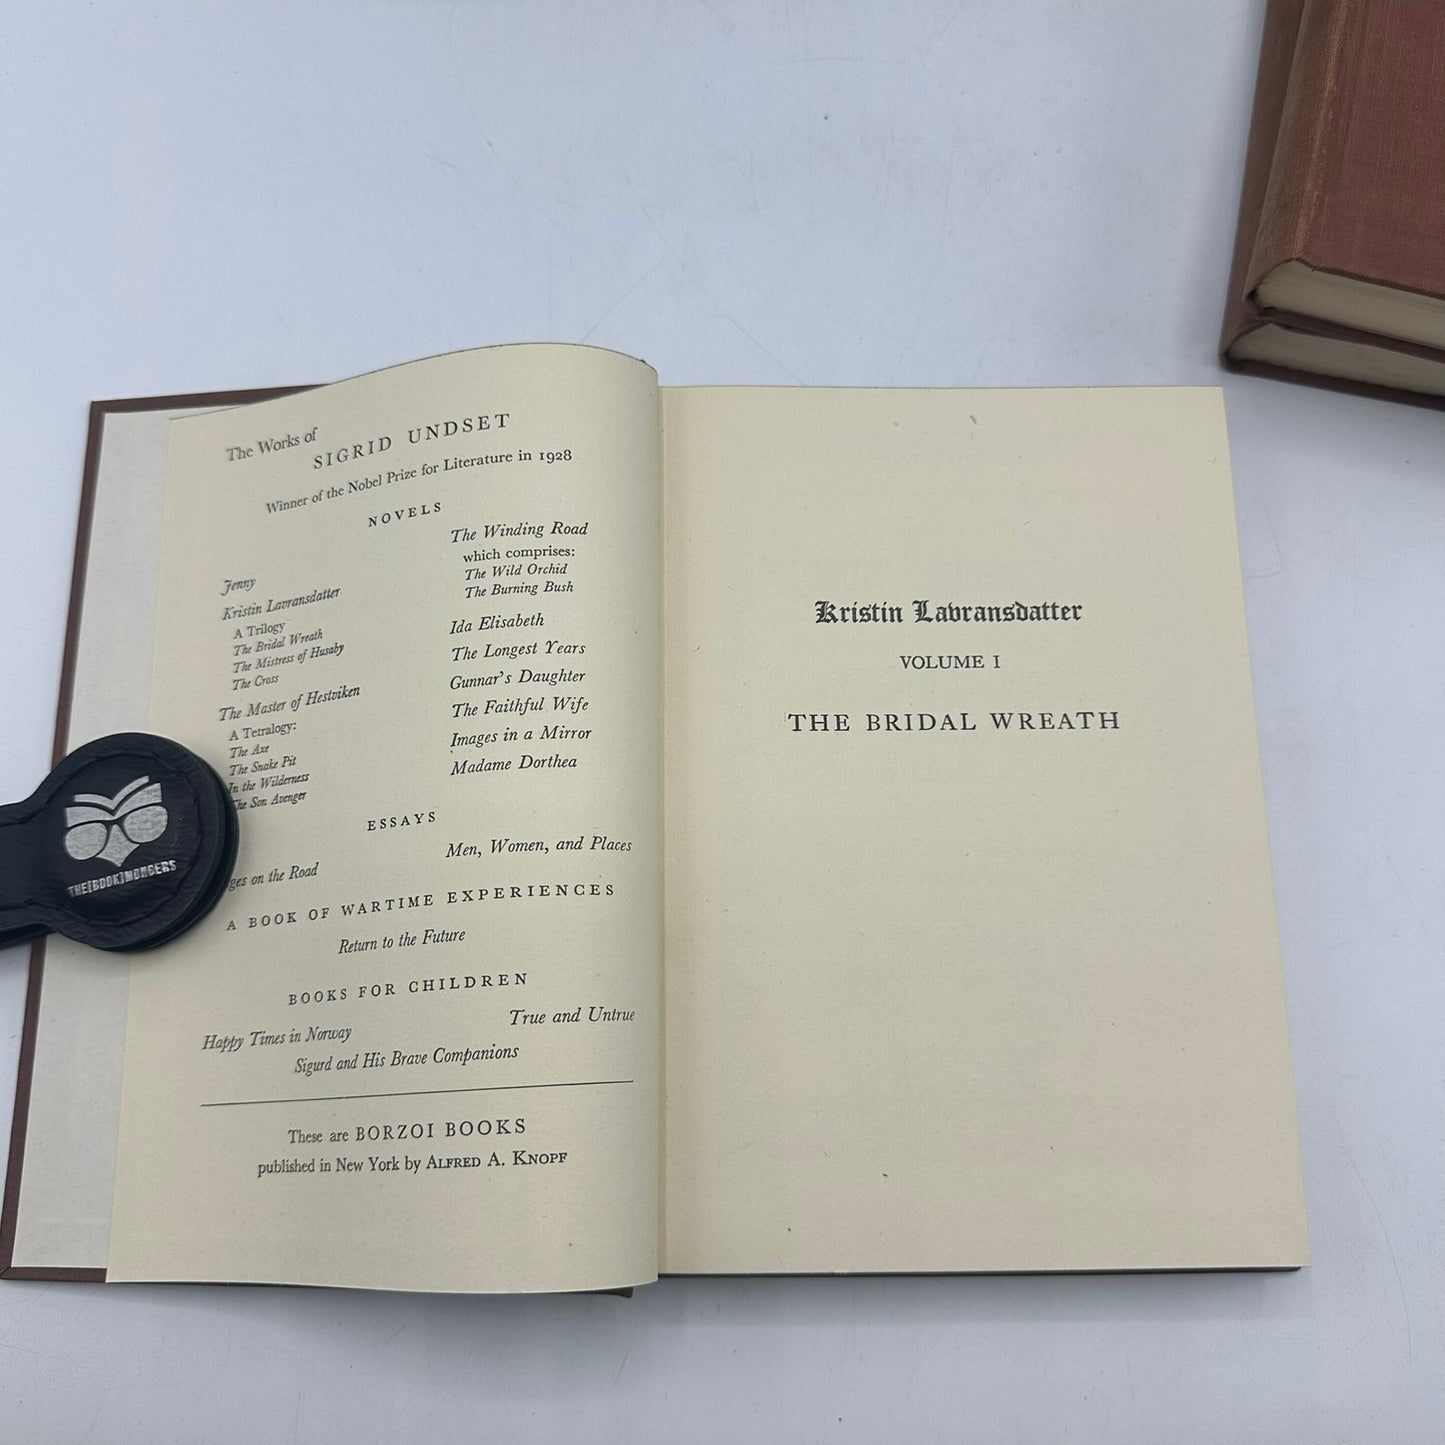 The Works of
SIGRID UNDSET
Winner of the Nobel Prize for Literature in 1928
NOVELS
Jenny
Kristin Lavransdatter
A Trilogy
The Bridal Wreath
The Mistress of Husaby
The Cross
The Master of Hestviken
A Tetralogy:
The Axe
The Snake Pit
In the Wilderness
The Son Avenger
The Winding Road
which comprises:
The Wild Orchid
The Burning Bush
Ida Elisabeth
The Longest Years
Gunnar's Daughter
The Faithful Wife
Images in a Mirror
Madame Dorthea
ESSAYS
Men, Women, and Places
on the Road
A BOOK OF WARTIME EXPERIENCES
Return to the Future
BOOKS FOR CHILDREN
True and Untrue
Happy Times in Norway
Sigurd and His Brave Companions
These are BORZOI BOOKS
published in New York by ALFRED A. KNOPF
THE[BOOK]MONGERS
Kristin Lavransdatter
VOLUME I
THE BRIDAL WREATH